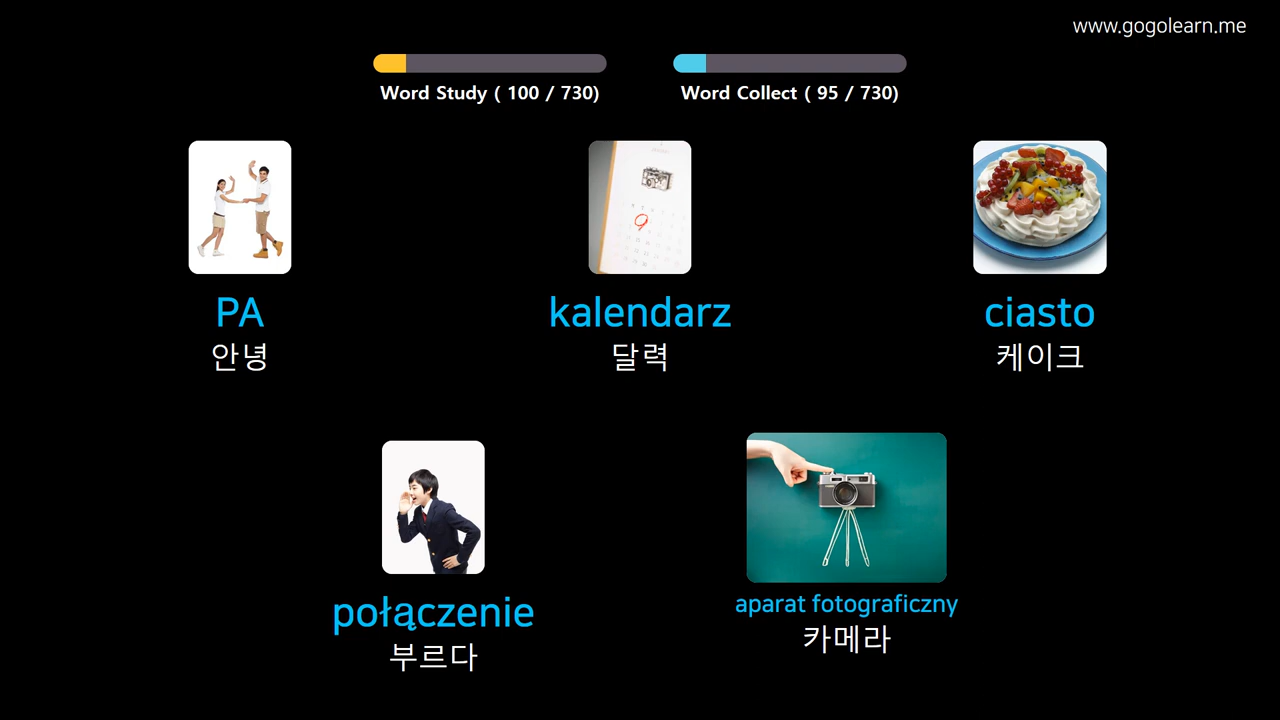 www.gogolearn.me
Word Study ( 100 / 730)
Word Collect ( 95 / 730)
PA
안녕
kalendarz
달력
ciasto
케이크
połączenie
부르다
aparat fotograficzny
카메라